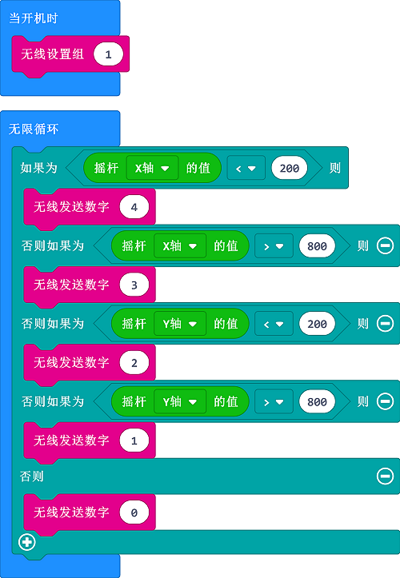 当开机时
无线设置组 1
无限循环
如果为 摇杆 X轴 的值 < 200 则
无线发送数字 4
否则如果为 摇杆 X轴 的值 > 800 则
无线发送数字 3
否则如果为 摇杆 Y轴 的值 < 200 则
无线发送数字 2
否则如果为 摇杆 Y轴 的值 > 800 则
无线发送数字 1
否则
无线发送数字 0